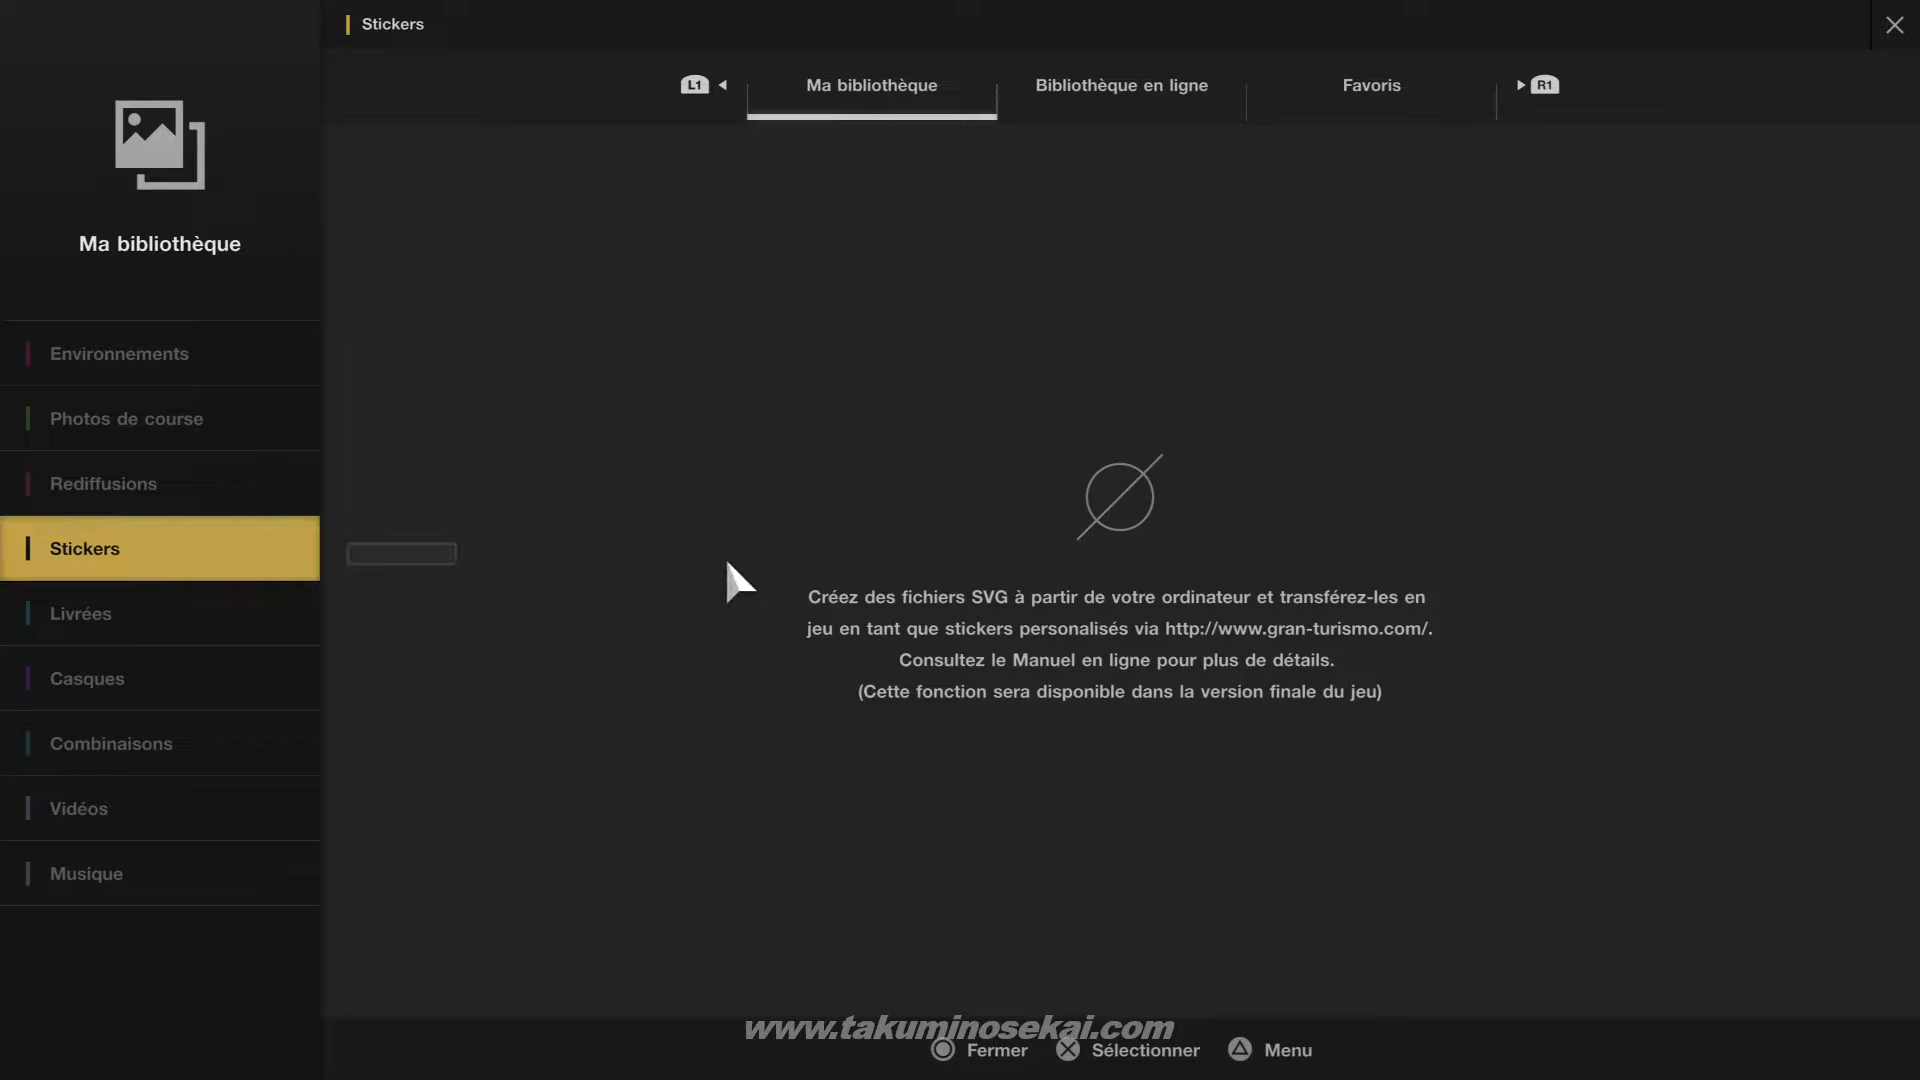 Stickers
L1
Ma bibliothèque
Bibliothèque en ligne
Favoris
R1
Ma bibliothèque
Environnements
Photos de course
Rediffusions
Stickers
Livrées
Casques
Combinaisons
Vidéos
Musique
Créez des fichiers SVG à partir de votre ordinateur et transférez-les en
jeu en tant que stickers personalisés via http://www.gran-turismo.com/.
Consultez le Manuel en ligne pour plus de détails.
(Cette fonction sera disponible dans la version finale du jeu)
www.takuminosekai.com
Fermer
Sélectionner
Menu